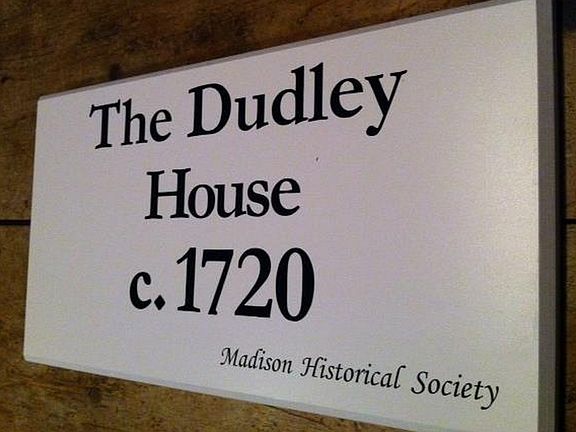 The Dudley
House
c. 1720
Madison Historical Society